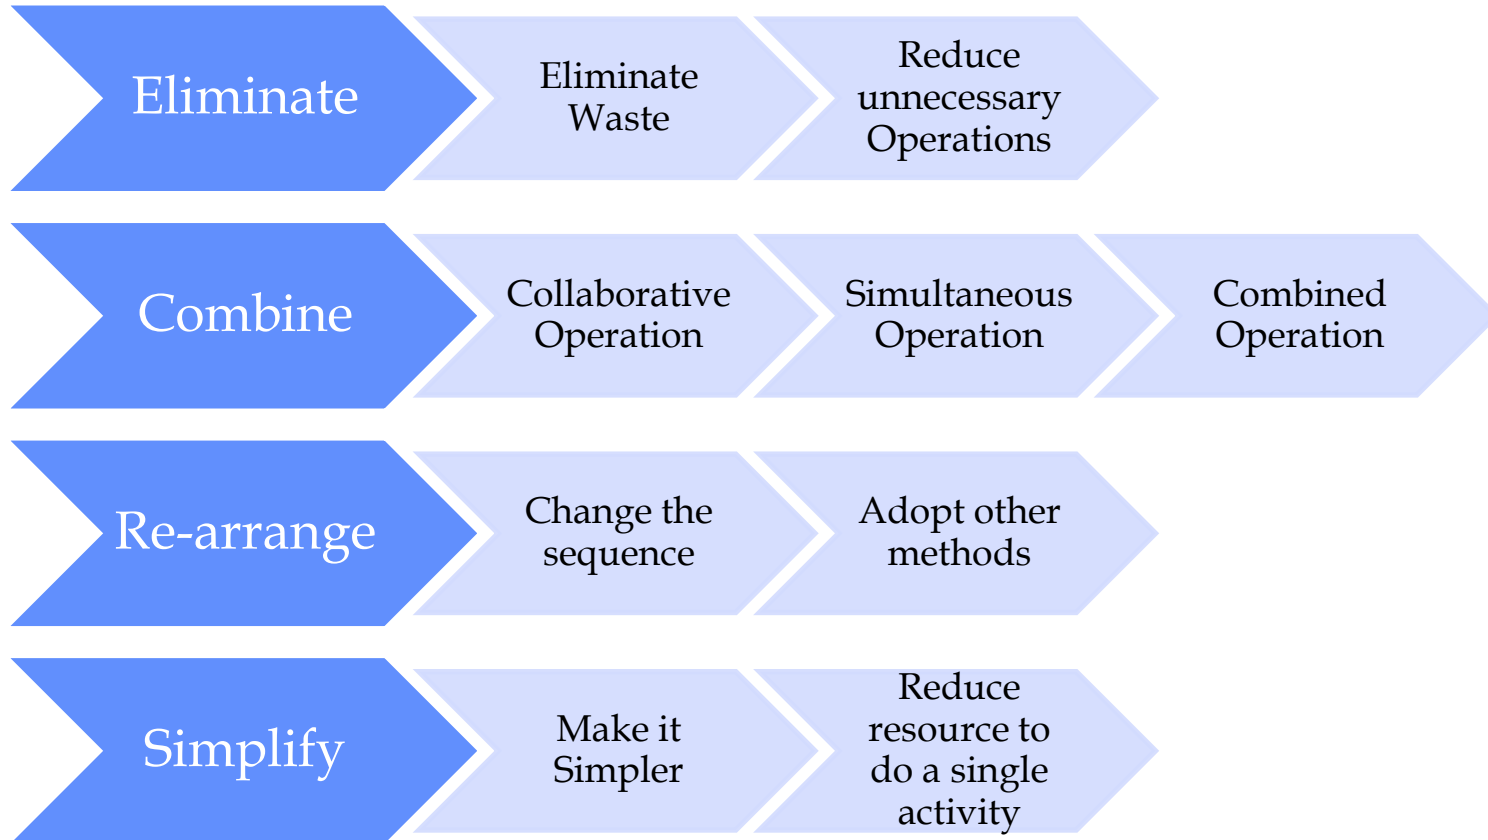 Eliminate
Eliminate
Waste
Reduce
unnecessary
Operations
Combine
Collaborative
Operation
Simultaneous
Operation
Combined
Operation
Re-arrange
Change the
sequence
Adopt other
methods
Simplify
Make it
Simpler
Reduce
resource to
do a single
activity